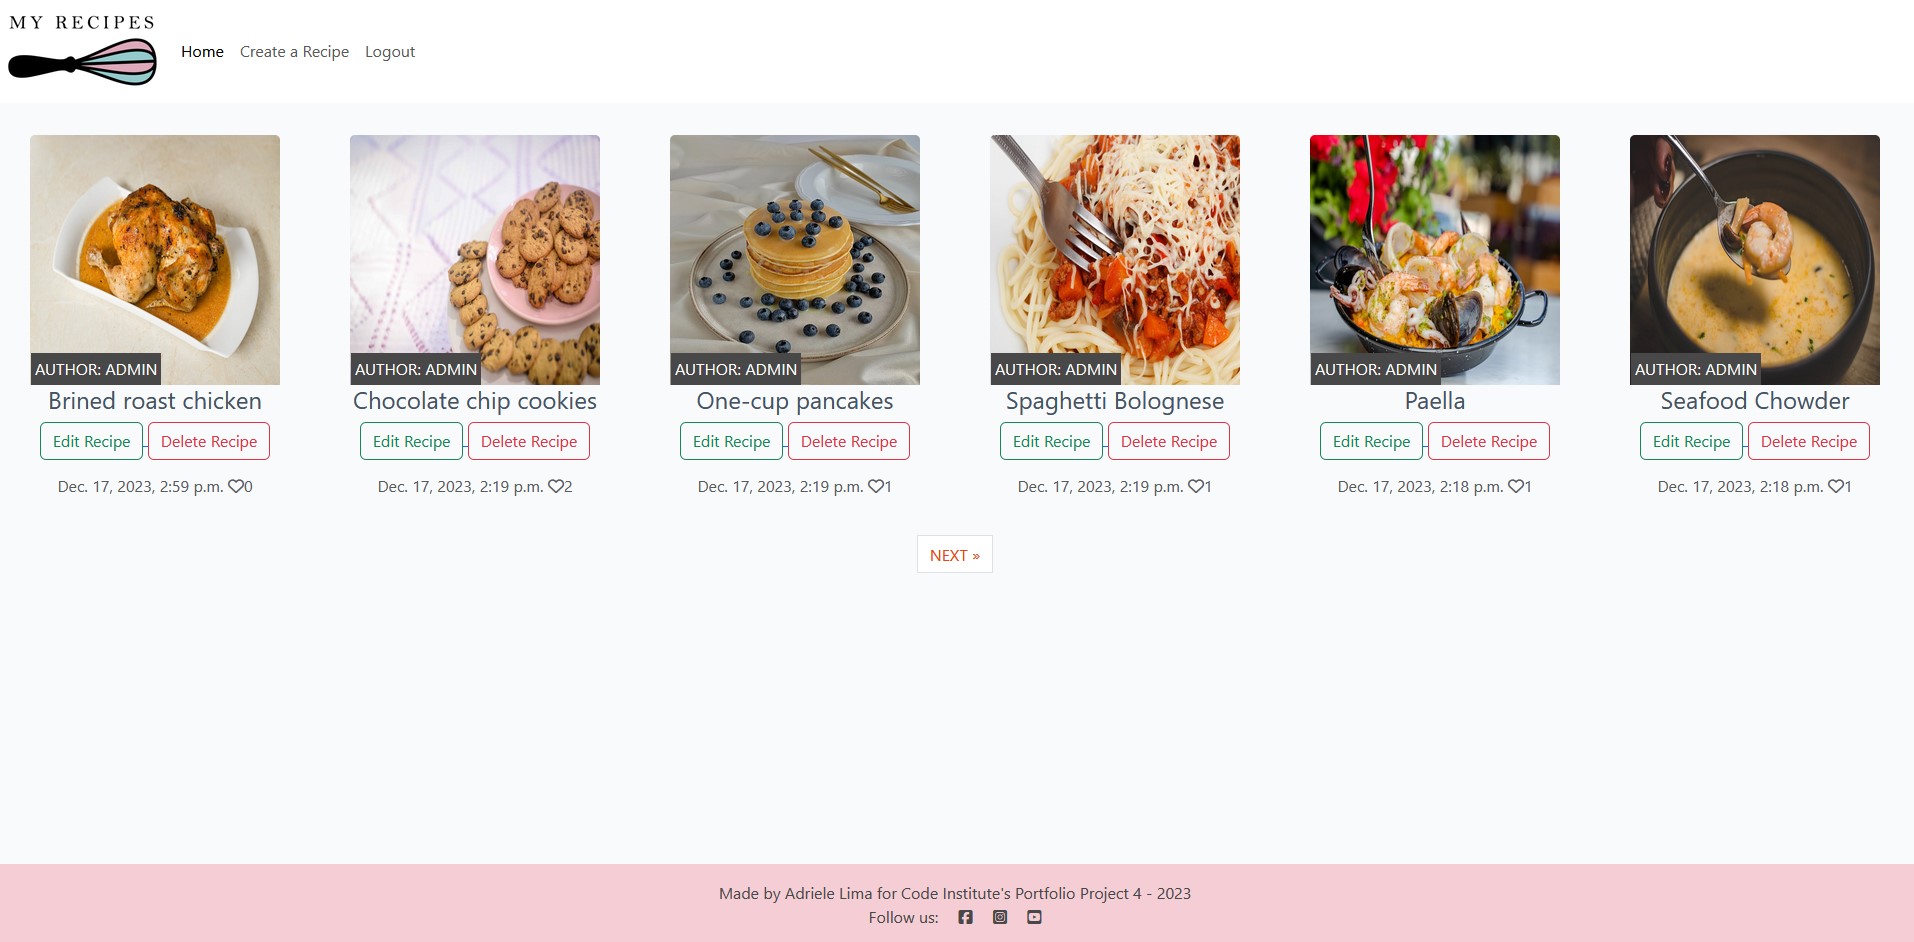 MY RECIPES
Home Create a Recipe Logout
AUTHOR: ADMIN AUTHOR: ADMIN AUTHOR: ADMIN AUTHOR: ADMIN AUTHOR: ADMIN AUTHOR: ADMIN
Brined roast chicken Chocolate chip cookies One-cup pancakes Spaghetti Bolognese Paella Seafood Chowder
Edit Recipe Delete Recipe Edit Recipe Delete Recipe Edit Recipe Delete Recipe Edit Recipe Delete Recipe Edit Recipe Delete Recipe Edit Recipe Delete Recipe
Dec. 17, 2023, 2:59 p.m. 0 Dec. 17, 2023, 2:19 p.m. 2 Dec. 17, 2023, 2:19 p.m. 1 Dec. 17, 2023, 2:19 p.m. 1 Dec. 17, 2023, 2:18 p.m. 1 Dec. 17, 2023, 2:18 p.m. 1
NEXT »
Made by Adriele Lima for Code Institute's Portfolio Project 4 - 2023
Follow us: